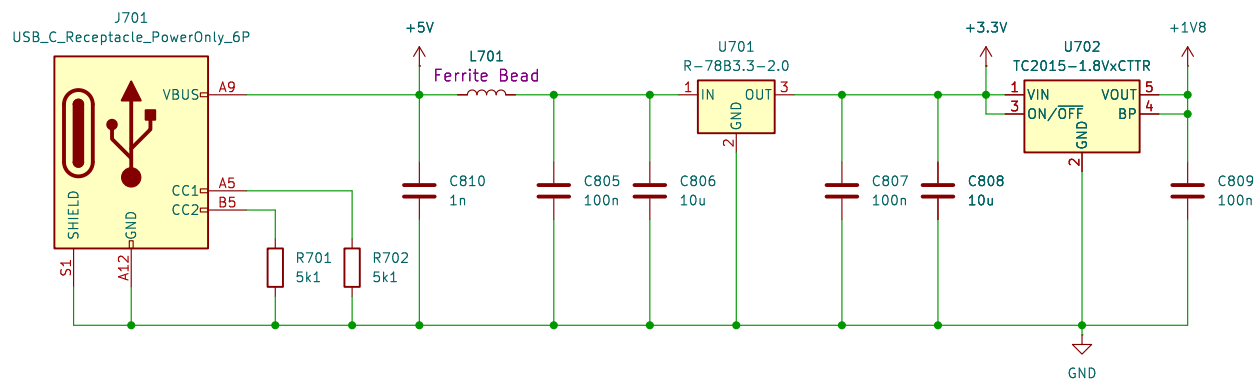 J701
USB_C_Receptacle_PowerOnly_6P
VBUS
A9
CC1
A5
CC2
B5
SHIELD
GND
S1
A12
R701
5k1
R702
5k1
+5V
L701
Ferrite Bead
C810
1n
C805
100n
C806
10u
U701
R-78B3.3-2.0
1
IN
OUT
3
GND
2
C807
100n
C808
10u
+3.3V
U702
TC2015-1.8VxCTTR
1
VIN
VOUT
5
3
ON/OFF
BP
4
GND
2
+1V8
C809
100n
GND